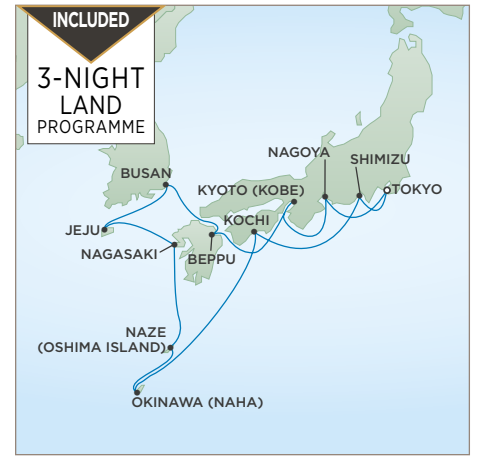 INCLUDED
3-NIGHT
LAND
PROGRAMME
NAGOYA
SHIMIZU
BUSAN
KYOTO (KOBE)
TOKYO
KOCHI
JEJU
NAGASAKI
BEPPU
NAZE
(OSHIMA ISLAND)
OKINAWA (NAHA)